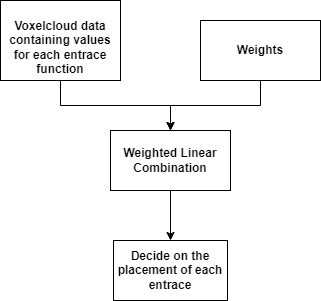 Voxelcloud data
containing values
for each entrace
function
Weights
Weighted Linear
Combination
Decide on the
placement of each
entrace